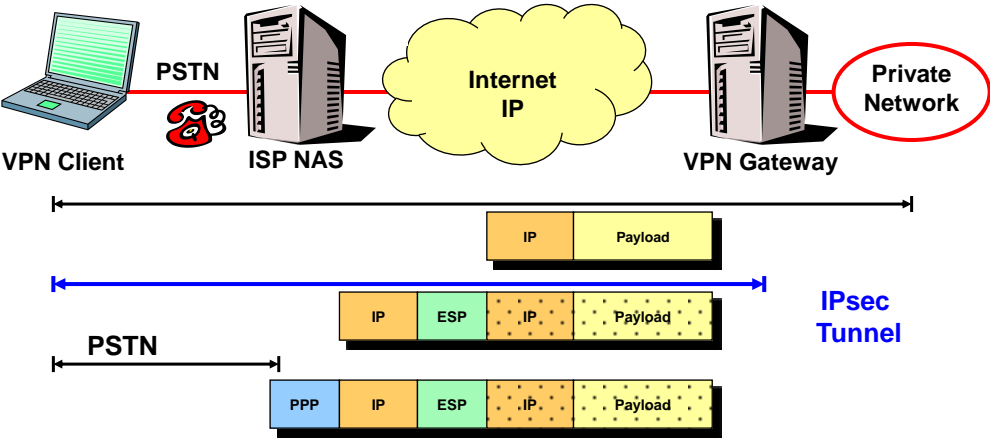 PSTN
Internet
IP
Private
Network
VPN Client
ISP NAS
VPN Gateway
IP
Payload
IPsec
Tunnel
IP
ESP
IP
Payload
PSTN
PPP
IP
ESP
IP
Payload